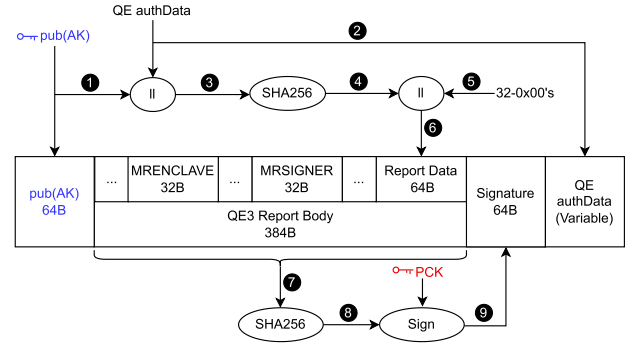 QE authData
pub(AK)
2
1
||
3
SHA256
4
||
5
32-0x00's
6
pub(AK)
64B
...
MRENCLAVE
32B
...
MRSIGNER
32B
...
Report Data
64B
QE3 Report Body
384B
Signature
64B
QE
authData
(Variable)
7
PCK
SHA256
8
Sign
9